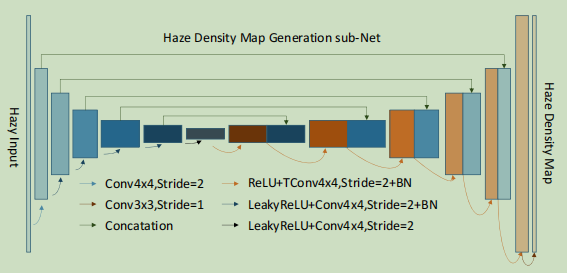 Haze Density Map Generation sub-Net
Hazy Input
Haze Density Map
Conv4x4,Stride=2
ReLU+TConv4x4,Stride=2+BN
Conv3x3,Stride=1
LeakyReLU+Conv4x4,Stride=2+BN
Concatation
LeakyReLU+Conv4x4,Stride=2